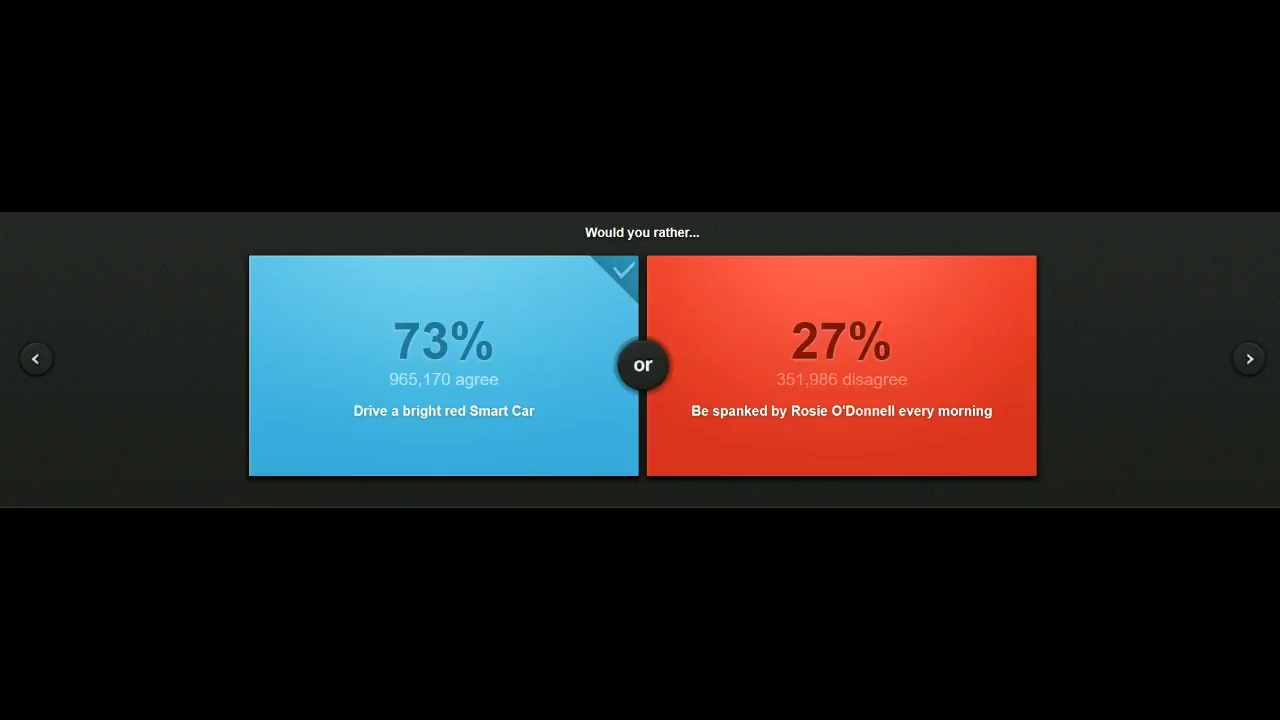 Would you rather...
73%
965,170 agree
Drive a bright red Smart Car
or
27%
351,986 disagree
Be spanked by Rosie O'Donnell every morning